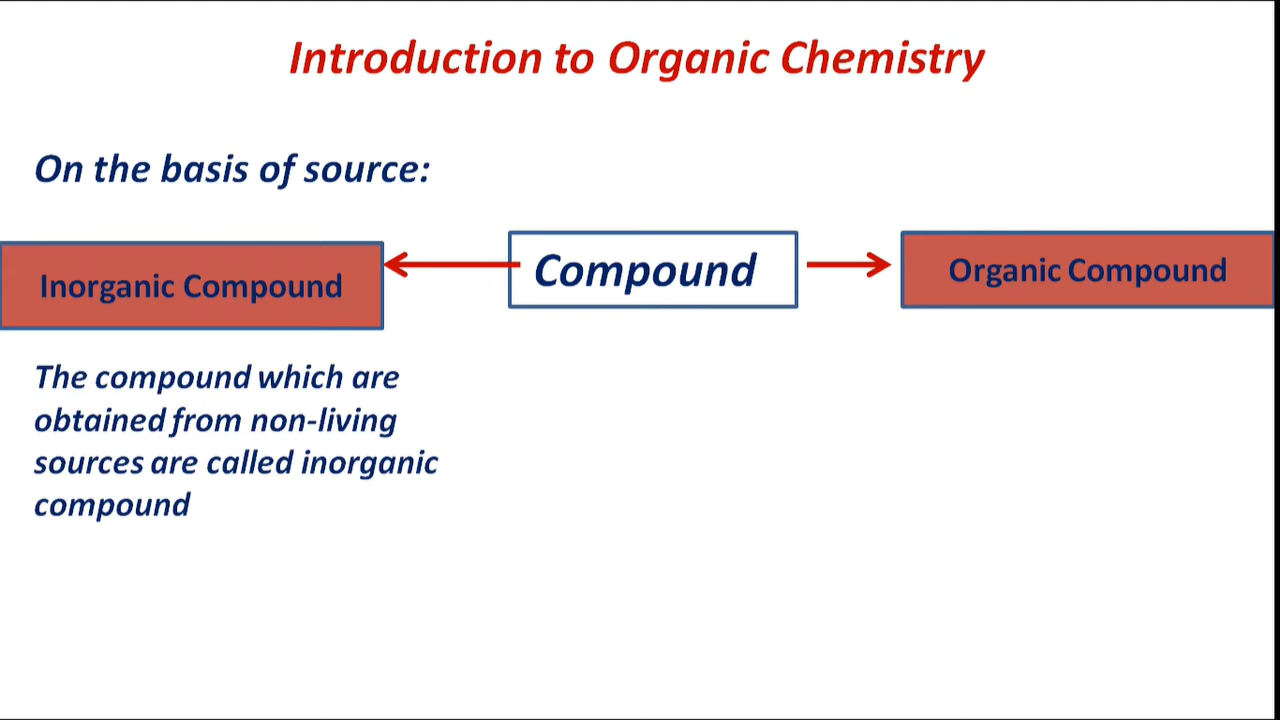 Introduction to Organic Chemistry
On the basis of source:
Inorganic Compound
Compound
Organic Compound
The compound which are
obtained from non-living
sources are called inorganic
compound